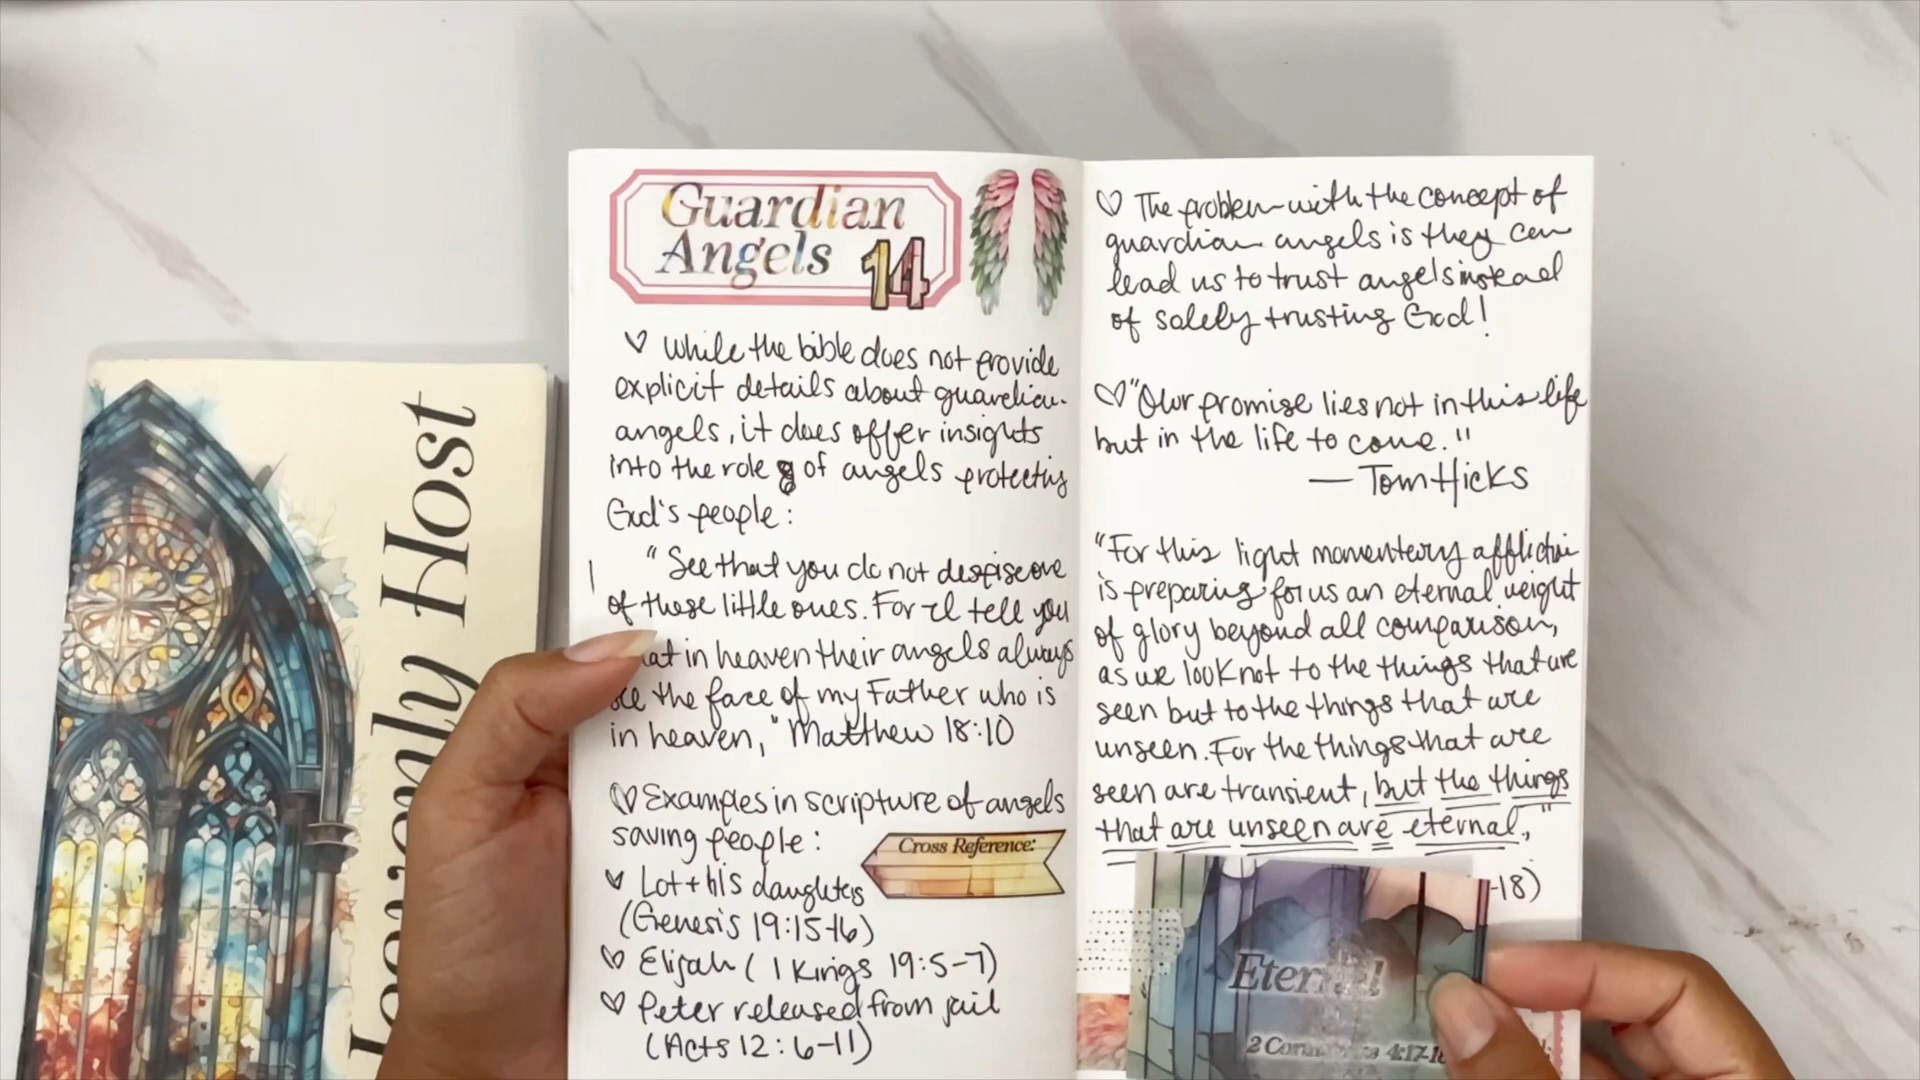 Heavenly Host
Guardian
Angels 14
While the bible does not provide
explicit details about guardian
angels, it does offer insights
into the role of angels protecting
God's people:
"See that you do not despise one
of these little ones. For I tell you
in heaven their angels always
the face of my Father who is
in heaven," Matthew 18:10
Examples in scripture of angels
saving people:
Cross Reference:
Lot + his daughters
(Genesis 19:15-16)
Elijah (1 Kings 19:5-7)
Peter released from jail
(Acts 12:6-11)
The problem with the concept of
guardian angels is they can
lead us to trust angels instead
of solely trusting God!
"Our promise lies not in this life
but in the life to come."
— Tom Hicks
"For this light momentary affliction
is preparing for us an eternal weight
of glory beyond all comparison,
as we look not to the things that are
seen but to the things that are
unseen. For the things that are
seen are transient, but the things
that are unseen are eternal,"
-18)
Eternal
2 Corinthians 4:17-18